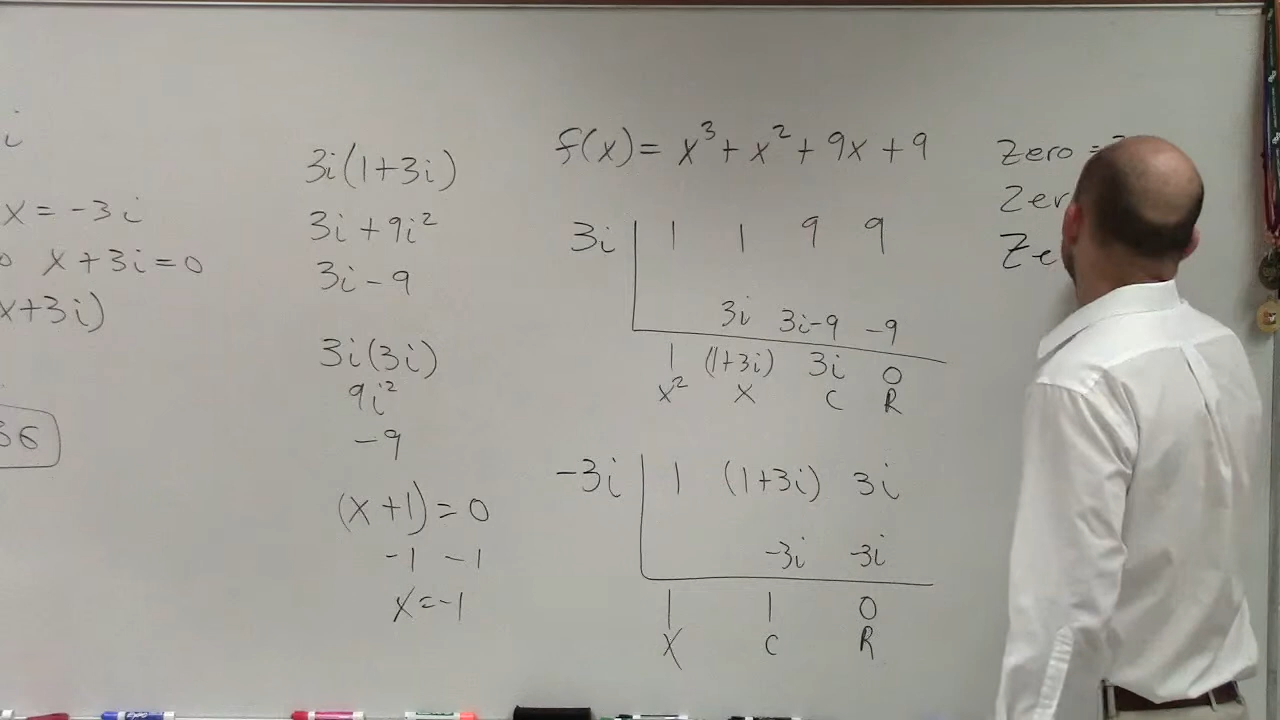 i
x = -3i
x+3i=0
x+3i)
36
3i(1+3i)
3i+9i²
3i-9
3i(3i)
9i²
-9
(x+1)=0
-1 -1
x=-1
f(x)= x³+x²+9x+9
3i 1 1 9 9
3i 3i-9 -9
1 (1+3i) 3i 0
x² x C R
-3i 1 (1+3i) 3i
-3i -3i
1 1 0
X C R
Zero =